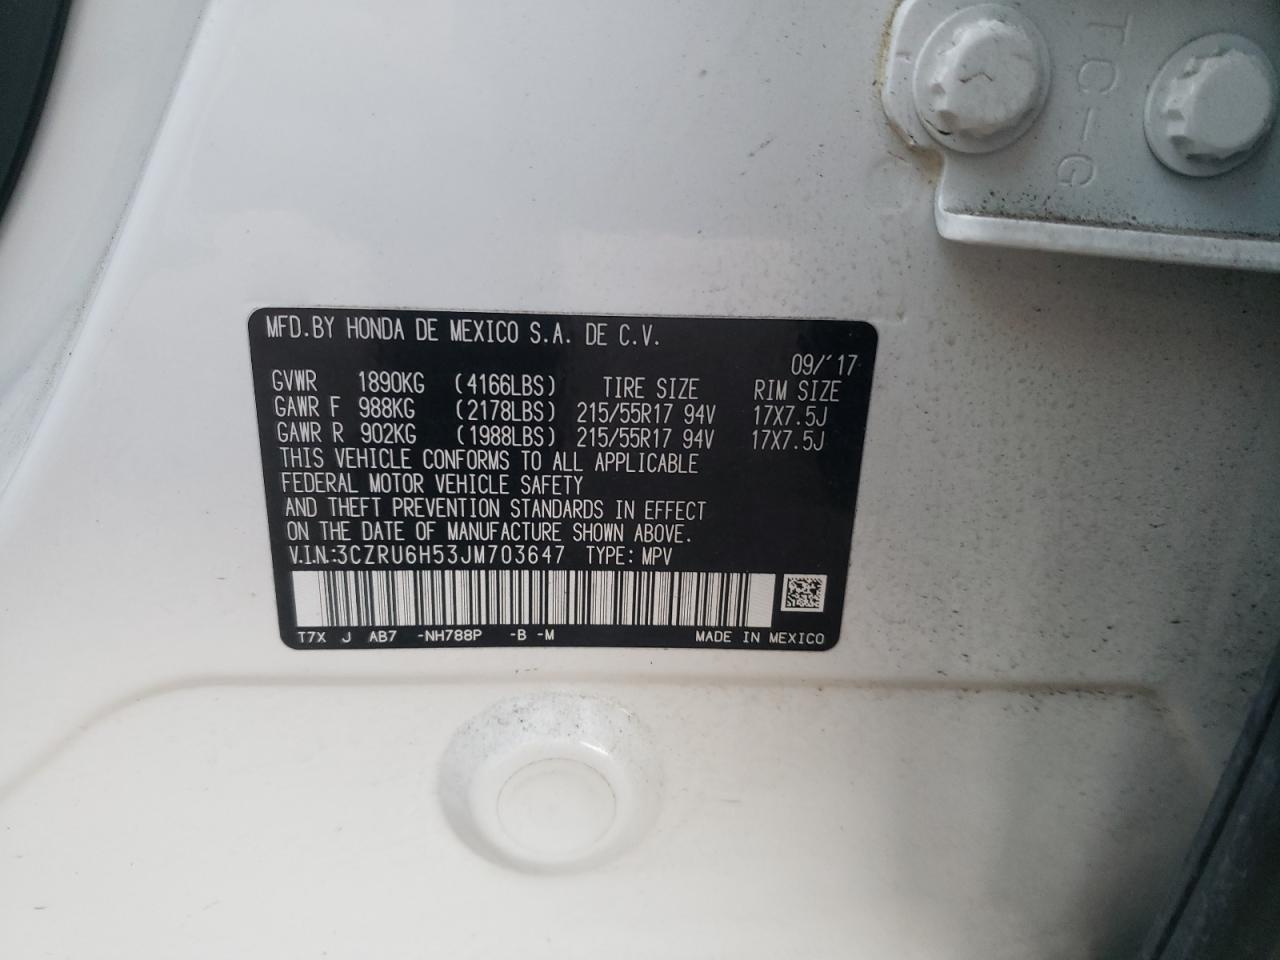 TCIG
MFD.BY HONDA DE MEXICO S.A. DE C.V.
09/'17
GVWR 1890KG (4166LBS) TIRE SIZE RIM SIZE
GAWR F 988KG (2178LBS) 215/55R17 94V 17X7.5J
GAWR R 902KG (1988LBS) 215/55R17 94V 17X7.5J
THIS VEHICLE CONFORMS TO ALL APPLICABLE
FEDERAL MOTOR VEHICLE SAFETY
AND THEFT PREVENTION STANDARDS IN EFFECT
ON THE DATE OF MANUFACTURE SHOWN ABOVE.
V.I.N.:3CZRU6H53JM703647 TYPE: MPV
T7X J AB7 -NH788P -B -M MADE IN MEXICO